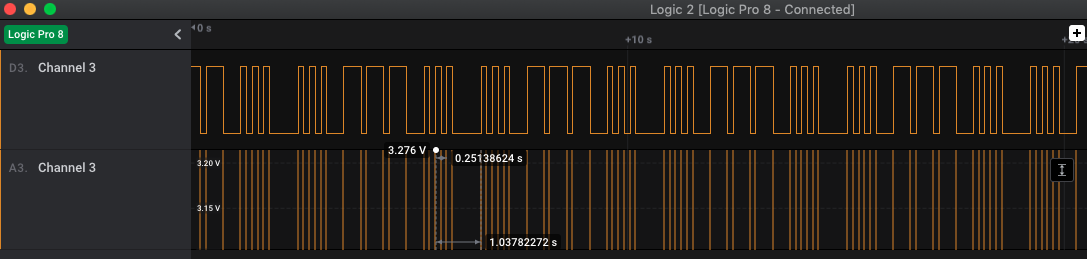 Logic 2 [Logic Pro 8 - Connected]
Logic Pro 8
0 s
+10 s
D3. Channel 3
A3. Channel 3
3.20 V
3.15 V
3.276 V
0.25138624 s
1.03782272 s